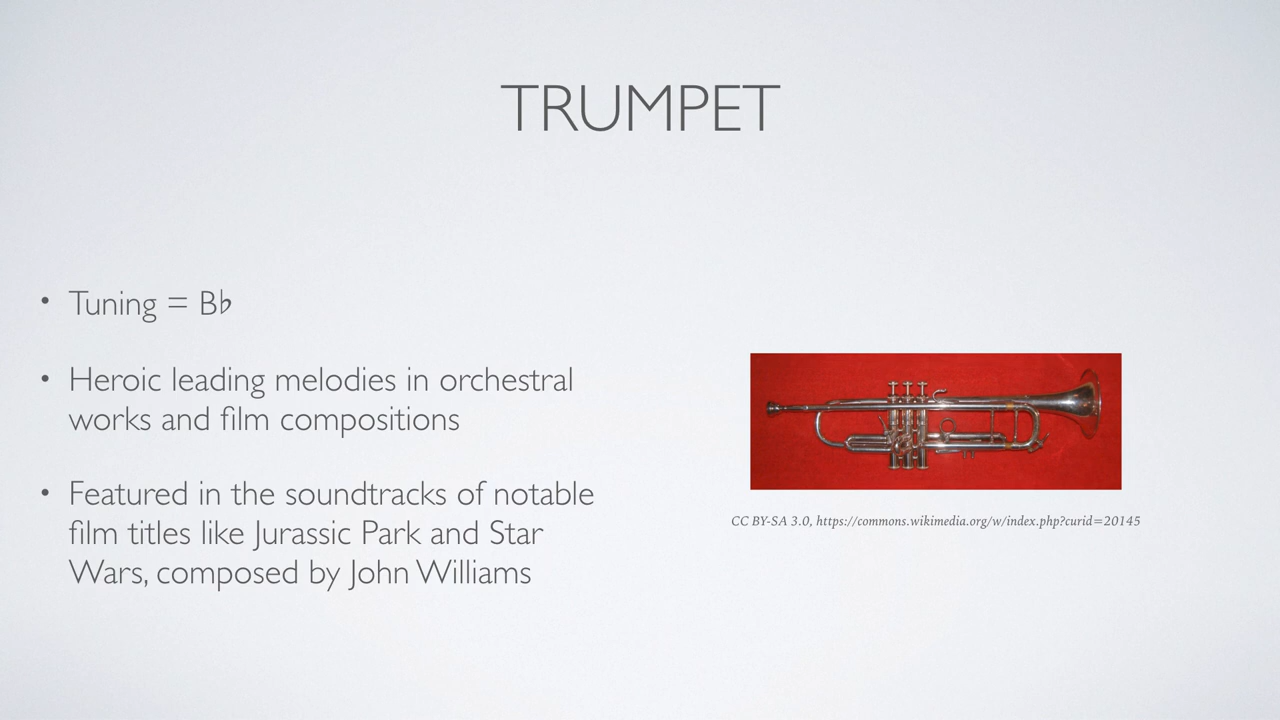 TRUMPET
• Tuning = B♭
• Heroic leading melodies in orchestral
works and film compositions
• Featured in the soundtracks of notable
film titles like Jurassic Park and Star
Wars, composed by John Williams
CC BY-SA 3.0, https://commons.wikimedia.org/w/index.php?curid=20145